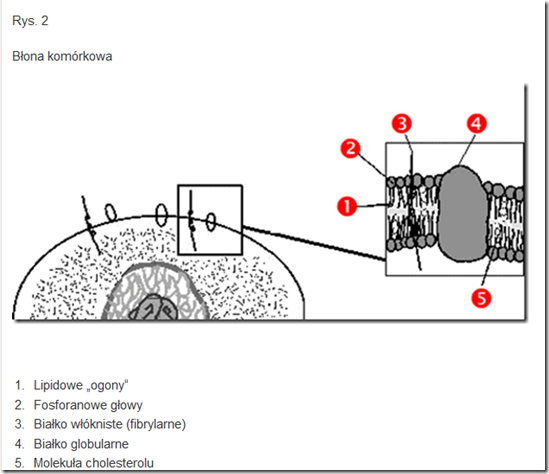 Rys. 2
Błona komórkowa
3
4
2
1
5
1. Lipidowe „ogony“
2. Fosforanowe głowy
3. Białko włókniste (fibrylarne)
4. Białko globularne
5. Molekuła cholesterolu